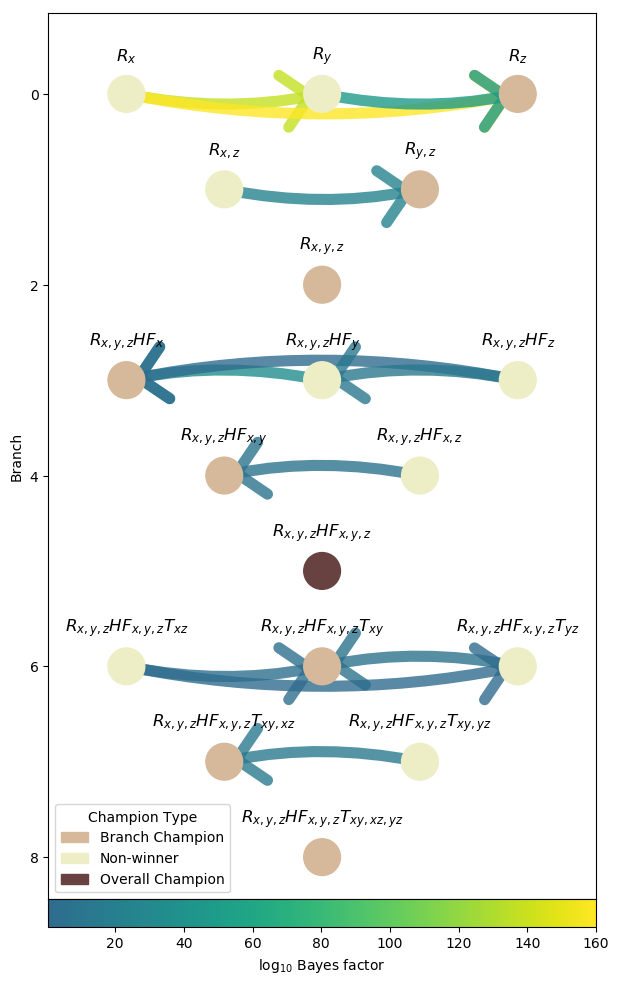 R_x R_y R_z
0
R_{x,z} R_{y,z}
R_{x,y,z}
2
R_{x,y,z}HF_x R_{x,y,z}HF_y R_{x,y,z}HF_z
R_{x,y,z}HF_{x,y} R_{x,y,z}HF_{x,z}
Branch
4
R_{x,y,z}HF_{x,y,z}
R_{x,y,z}HF_{x,y,z}T_{xz} R_{x,y,z}HF_{x,y,z}T_{xy} R_{x,y,z}HF_{x,y,z}T_{yz}
6
R_{x,y,z}HF_{x,y,z}T_{xy,xz} R_{x,y,z}HF_{x,y,z}T_{xy,yz}
R_{x,y,z}HF_{x,y,z}T_{xy,xz,yz}
Champion Type
Branch Champion
Non-winner
Overall Champion
8
20 40 60 80 100 120 140 160
log_{10} Bayes factor